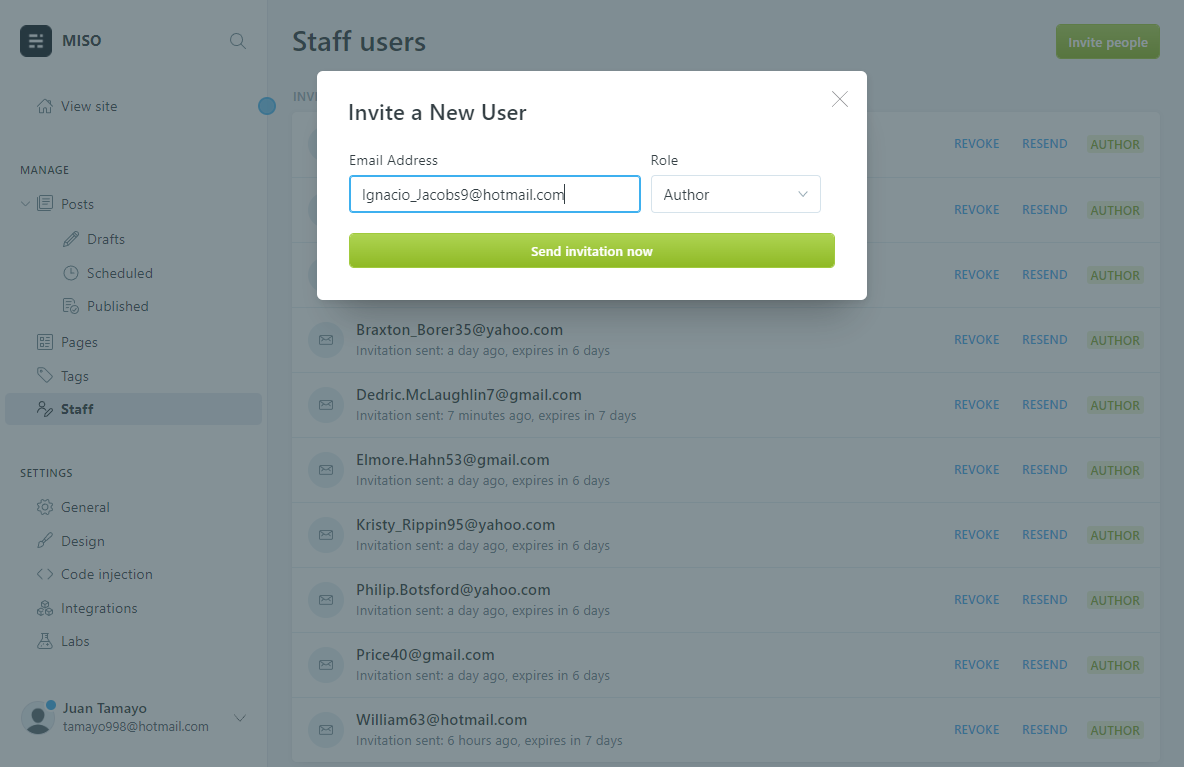 MISO
View site
MANAGE
Posts
Drafts
Scheduled
Published
Pages
Tags
Staff
SETTINGS
General
Design
Code injection
Integrations
Labs
Juan Tamayo
tamayo998@hotmail.com
Staff users
Invite people
Invite a New User
Email Address
Role
Ignacio_Jacobs9@hotmail.com
Author
Send invitation now
REVOKE RESEND AUTHOR
REVOKE RESEND AUTHOR
REVOKE RESEND AUTHOR
Braxton_Borer35@yahoo.com
Invitation sent: a day ago, expires in 6 days
REVOKE RESEND AUTHOR
Dedric.McLaughlin7@gmail.com
Invitation sent: 7 minutes ago, expires in 7 days
REVOKE RESEND AUTHOR
Elmore.Hahn53@gmail.com
Invitation sent: a day ago, expires in 6 days
REVOKE RESEND AUTHOR
Kristy_Rippin95@yahoo.com
Invitation sent: a day ago, expires in 6 days
REVOKE RESEND AUTHOR
Philip.Botsford@yahoo.com
Invitation sent: a day ago, expires in 6 days
REVOKE RESEND AUTHOR
Price40@gmail.com
Invitation sent: a day ago, expires in 6 days
REVOKE RESEND AUTHOR
William63@hotmail.com
Invitation sent: 6 hours ago, expires in 7 days
REVOKE RESEND AUTHOR